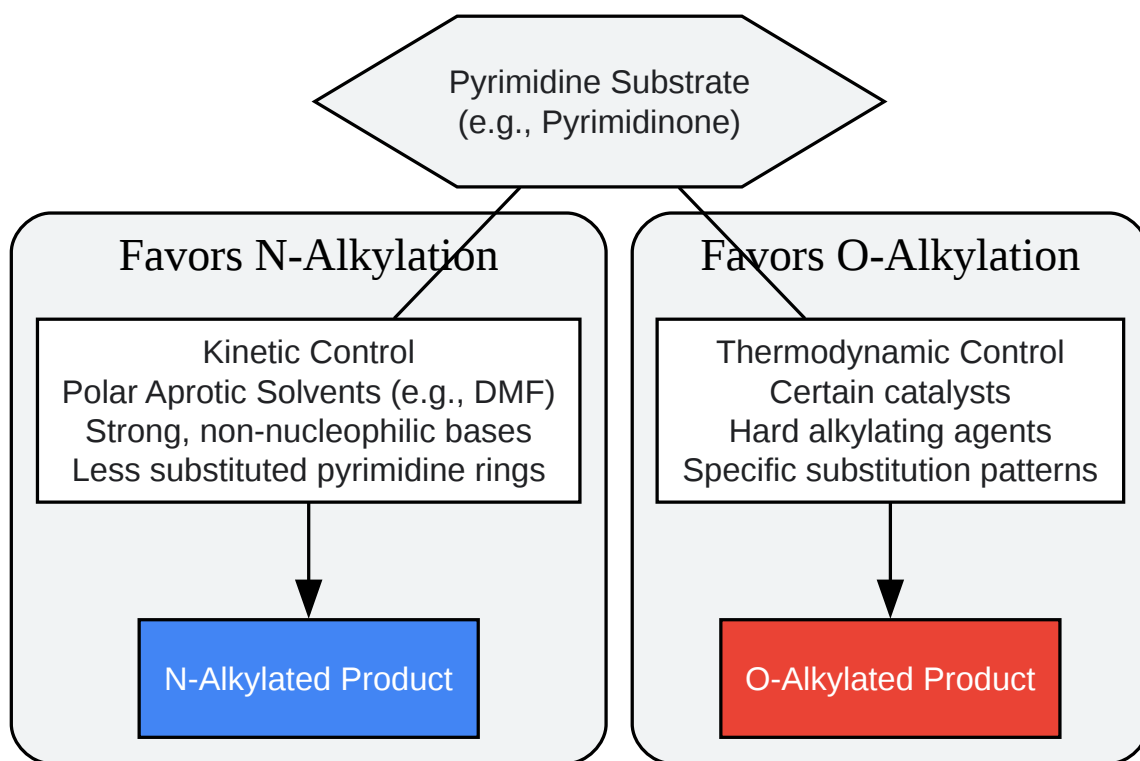 Pyrimidine Substrate
(e.g., Pyrimidinone)
Favors N-Alkylation
Kinetic Control
Polar Aprotic Solvents (e.g., DMF)
Strong, non-nucleophilic bases
Less substituted pyrimidine rings
N-Alkylated Product
Favors O-Alkylation
Thermodynamic Control
Certain catalysts
Hard alkylating agents
Specific substitution patterns
O-Alkylated Product